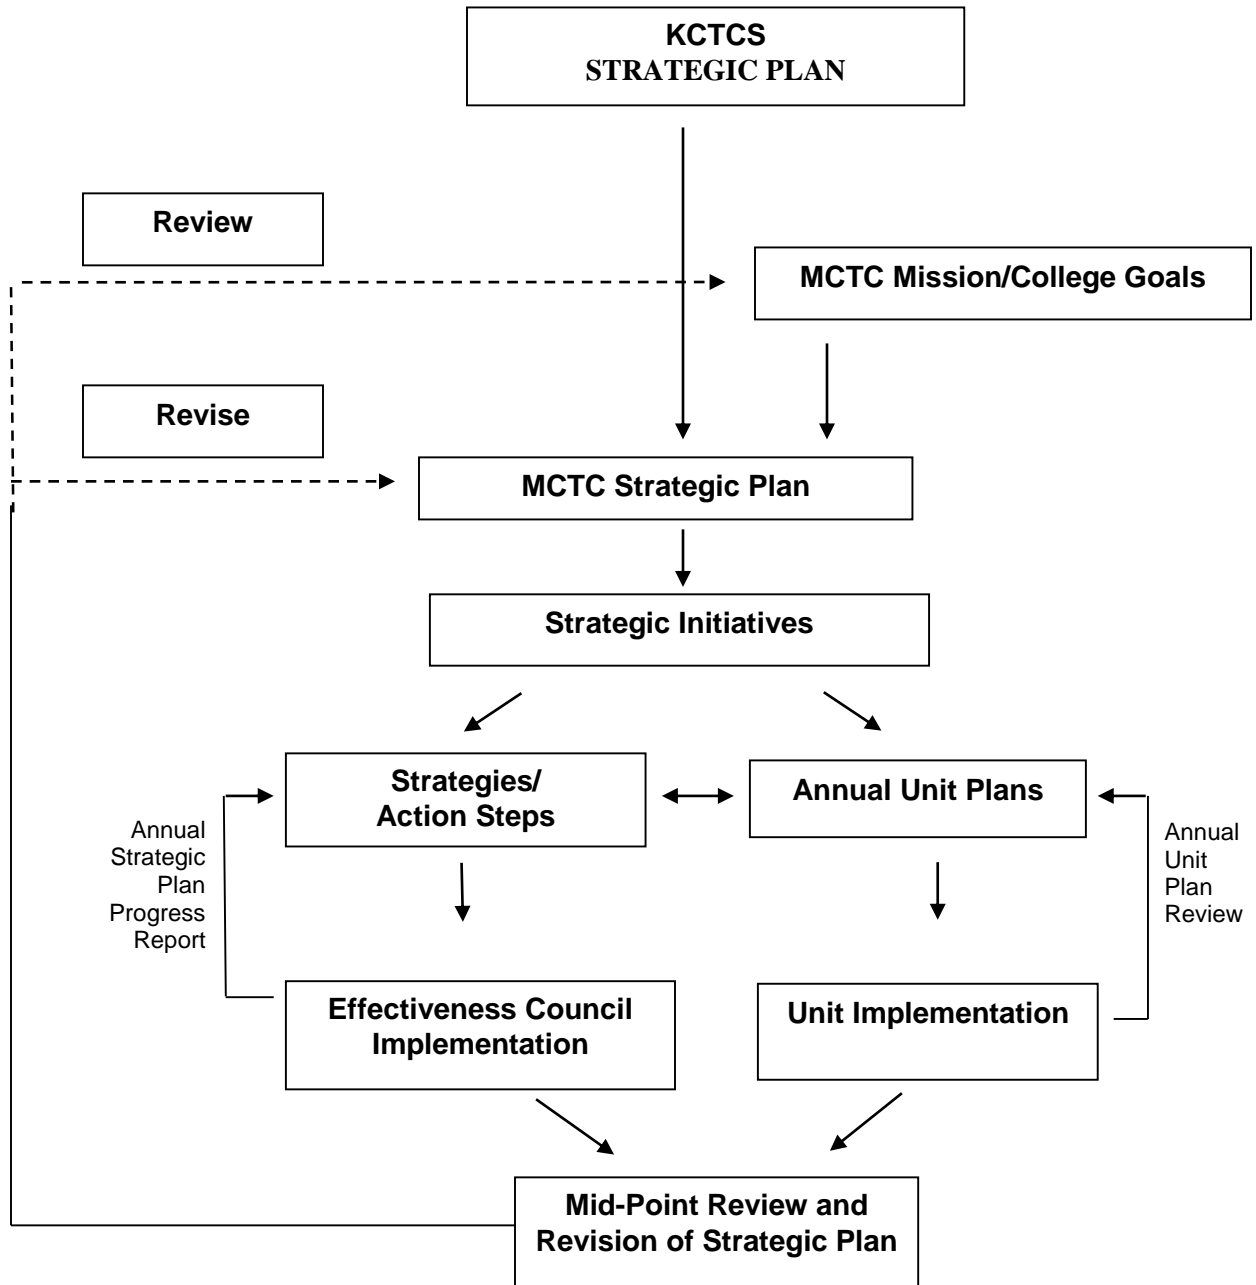 KCTCS
STRATEGIC PLAN
Review
MCTC Mission/College Goals
Revise
MCTC Strategic Plan
Strategic Initiatives
Strategies/
Action Steps
Annual Unit Plans
Annual
Strategic
Plan
Progress
Report
Annual
Unit
Plan
Review
Effectiveness Council
Implementation
Unit Implementation
Mid-Point Review and
Revision of Strategic Plan